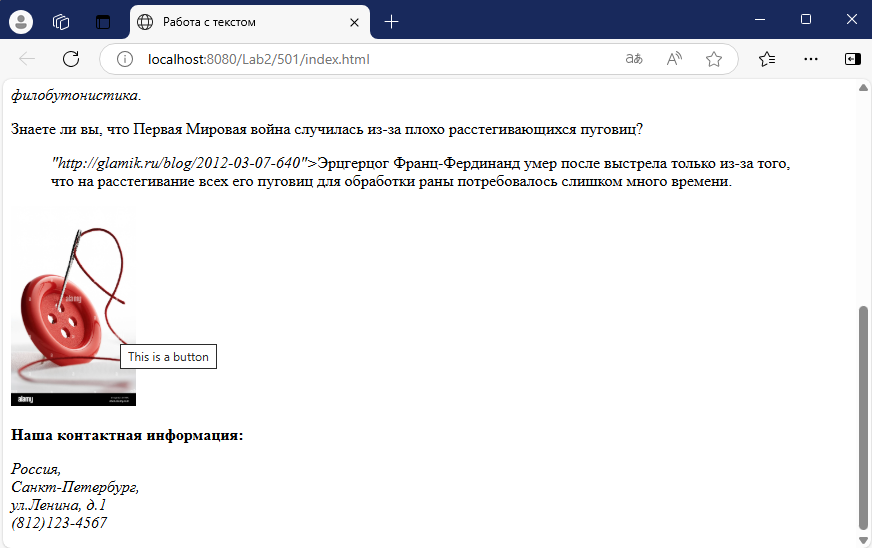 Работа с текстом
localhost:8080/Lab2/501/index.html
филобутонистика.
Знаете ли вы, что Первая Мировая война случилась из-за плохо расстегивающихся пуговиц?
"http://glamik.ru/blog/2012-03-07-640">Эрцгерцог Франц-Фердинанд умер после выстрела только из-за того,
что на расстегивание всех его пуговиц для обработки раны потребовалось слишком много времени.
alamy
This is a button
alamy
Наша контактная информация:
Россия,
Санкт-Петербург,
ул.Ленина, д.1
(812)123-4567